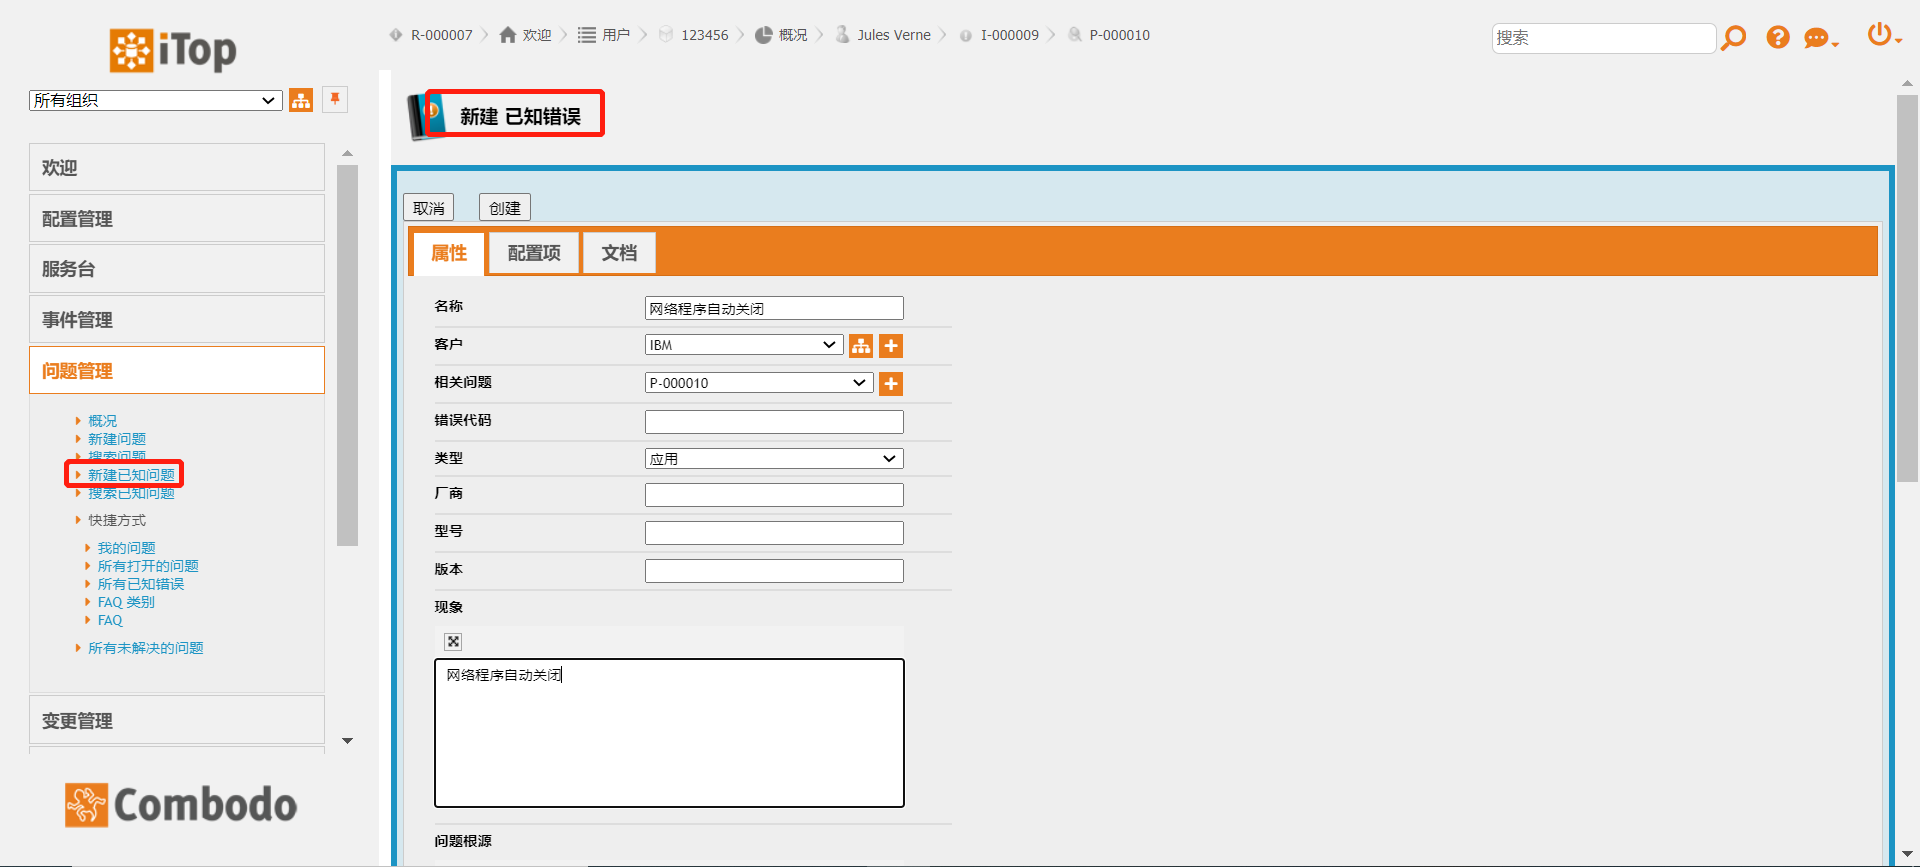 iTop
R-000007
欢迎
用户
123456
概况
Jules Verne
I-000009
P-000010
搜索
所有组织
新建 已知错误
欢迎
配置管理
服务台
事件管理
问题管理
概况
新建问题
搜索问题
新建已知问题
搜索已知问题
快捷方式
我的问题
所有打开的问题
所有已知错误
FAQ 类别
FAQ
所有未解决的问题
变更管理
Combodo
取消
创建
属性
配置项
文档
名称
网络程序自动关闭
客户
IBM
相关问题
P-000010
错误代码
类型
应用
厂商
型号
版本
现象
网络程序自动关闭
问题根源